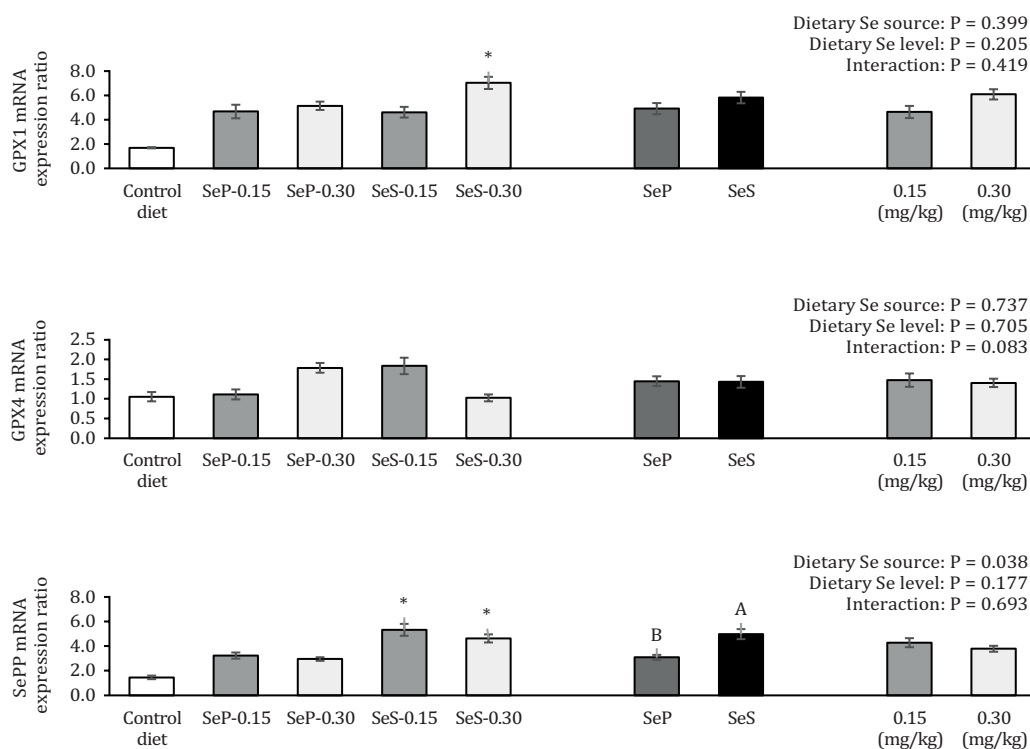 Dietary Se source: P = 0.399
Dietary Se level: P = 0.205
Interaction: P = 0.419
GPX1 mRNA
expression ratio
8.0
6.0
4.0
2.0
0.0
*
Control
diet
SeP-0.15
SeP-0.30
SeS-0.15
SeS-0.30
SeP
SeS
0.15
(mg/kg)
0.30
(mg/kg)
Dietary Se source: P = 0.737
Dietary Se level: P = 0.705
Interaction: P = 0.083
GPX4 mRNA
expression ratio
2.5
2.0
1.5
1.0
0.5
0.0
Control
diet
SeP-0.15
SeP-0.30
SeS-0.15
SeS-0.30
SeP
SeS
0.15
(mg/kg)
0.30
(mg/kg)
Dietary Se source: P = 0.038
Dietary Se level: P = 0.177
Interaction: P = 0.693
SePP mRNA
expression ratio
8.0
6.0
4.0
2.0
0.0
*
*
B
A
Control
diet
SeP-0.15
SeP-0.30
SeS-0.15
SeS-0.30
SeP
SeS
0.15
(mg/kg)
0.30
(mg/kg)